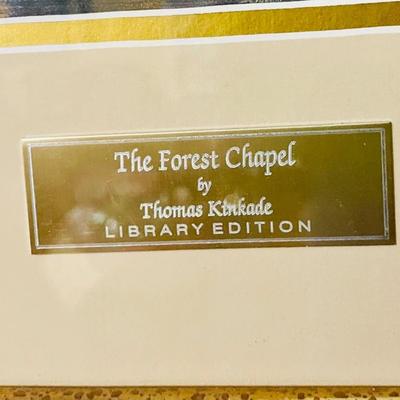 The Forest Chapel
by
Thomas Kinkade
LIBRARY EDITION